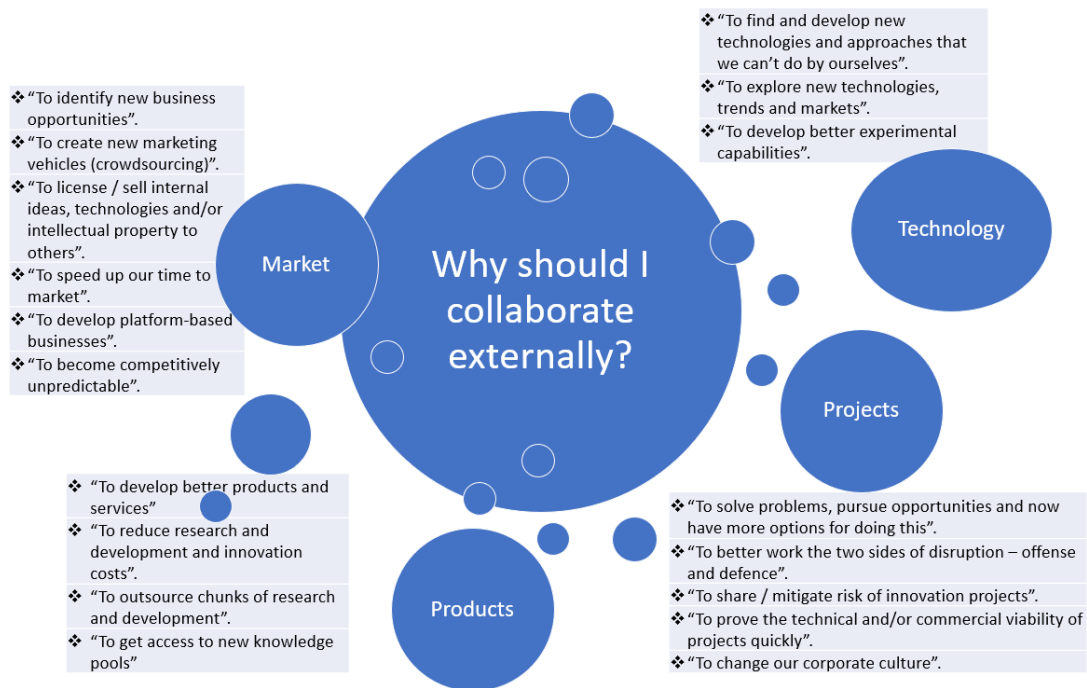 Why should I
collaborate
externally?
Market
❖ “To identify new business
opportunities”.
❖ “To create new marketing
vehicles (crowdsourcing)”.
❖ “To license / sell internal
ideas, technologies and/or
intellectual property to
others”.
❖ “To speed up our time to
market”.
❖ “To develop platform-based
businesses”.
❖ “To become competitively
unpredictable”.
Technology
❖ “To find and develop new
technologies and approaches that
we can’t do by ourselves”.
❖ “To explore new technologies,
trends and markets”.
❖ “To develop better experimental
capabilities”.
Projects
❖ “To solve problems, pursue opportunities and now
have more options for doing this”.
❖ “To better work the two sides of disruption – offense
and defence”.
❖ “To share / mitigate risk of innovation projects”.
❖ “To prove the technical and/or commercial viability of
projects quickly”.
❖ “To change our corporate culture”.
Products
❖ “To develop better products and
services”
❖ “To reduce research and
development and innovation
costs”.
❖ “To outsource chunks of research
and development”.
❖ “To get access to new knowledge
pools”